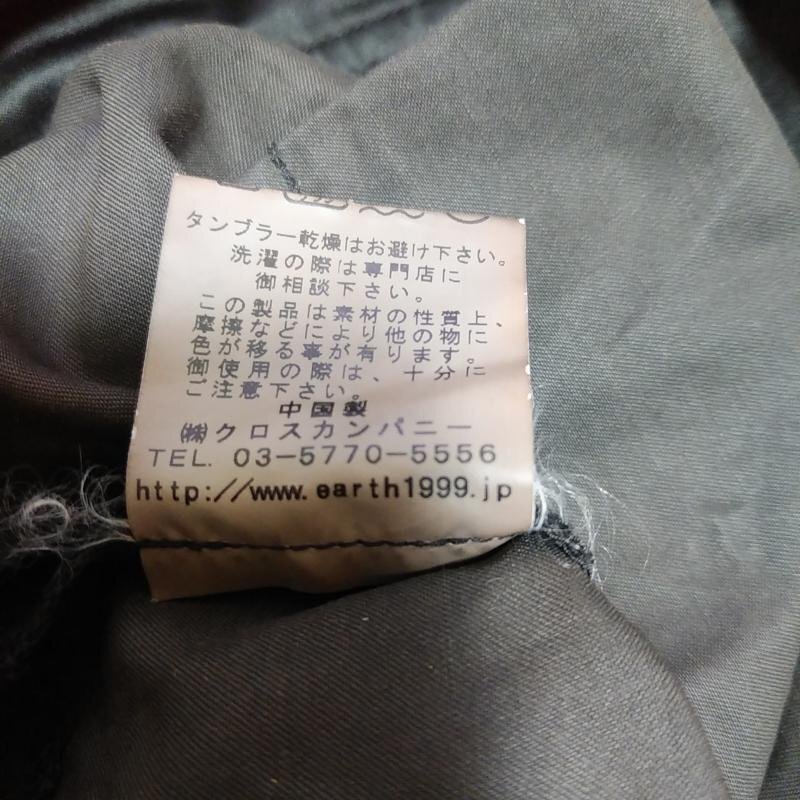 タンブラー乾燥はお避け下さい。
洗濯の際は専門店に
御相談下さい。
この製品は素材の性質上、
摩擦などにより他の物に
色が移る事が有ります。
御使用の際は、十分に
ご注意下さい。
中国製
㈱クロスカンパニー
TEL. 03-5770-5556
http://www.earth1999.jp